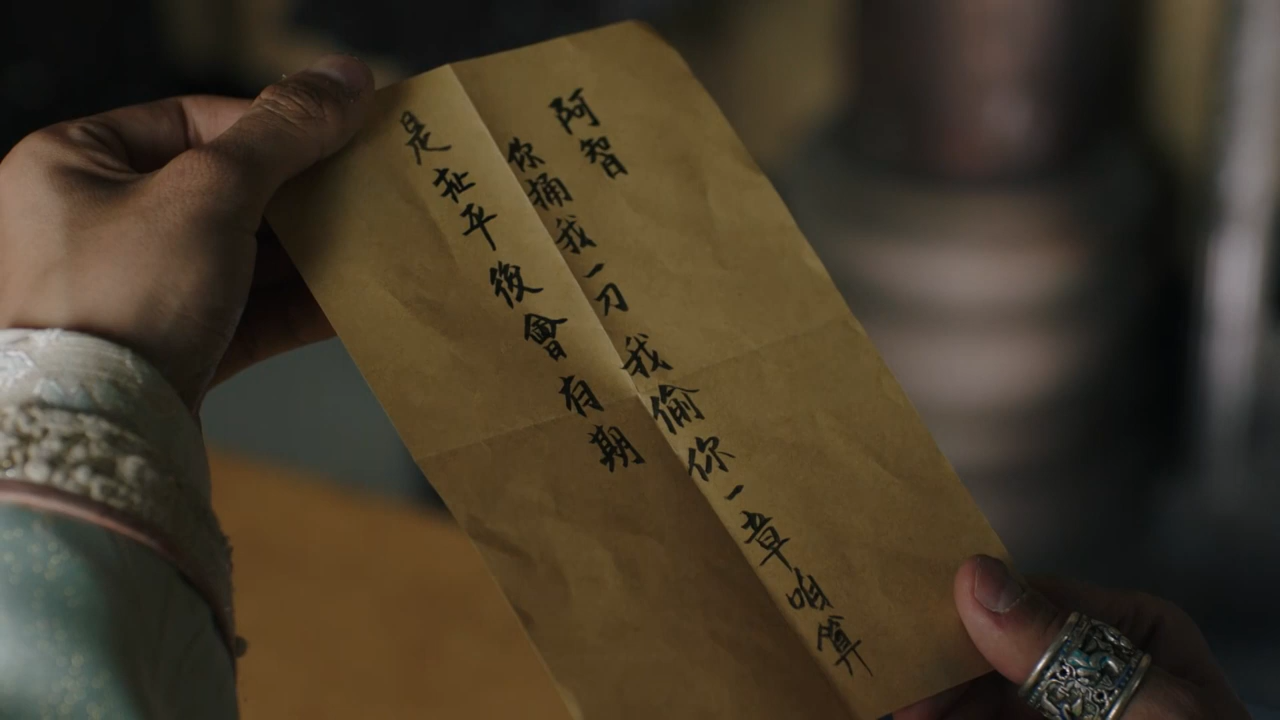 阿智
你捅我一刀我偷你一章咱算
是扯平後會有期